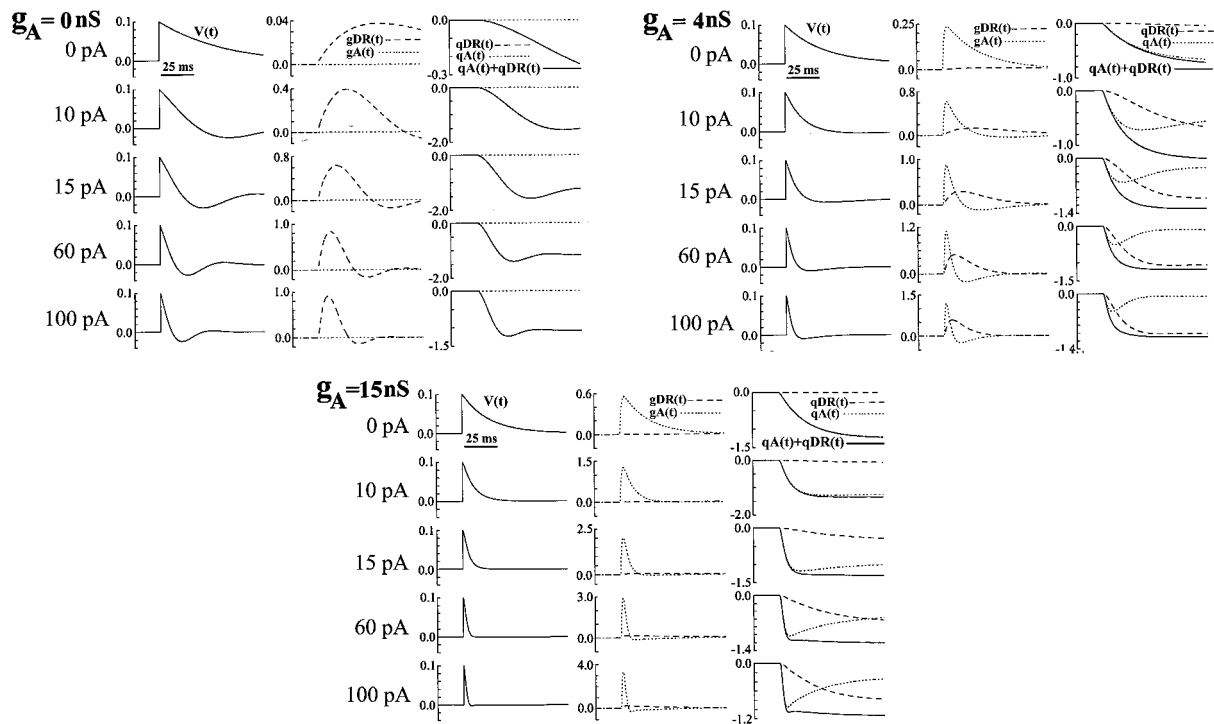 gA = 0nS
0 pA
0.1
0.0
V(t)
25 ms
0.04
0.0
gDR(t)
gA(t)
0.0
-0.3
qDR(t)
qA(t)
qA(t)+qDR(t)
10 pA
0.1
0.0
0.4
0.0
0.0
-2.0
15 pA
0.1
0.0
0.8
0.0
0.0
-2.0
60 pA
0.1
0.0
1.0
0.0
0.0
-2.0
100 pA
0.1
0.0
1.0
0.0
-1.5
gA = 4nS
0 pA
0.1
0.0
V(t)
25 ms
0.25
0.0
gDR(t)
gA(t)
0.0
-1.0
qDR(t)
qA(t)
qA(t)+qDR(t)
10 pA
0.1
0.0
0.8
0.0
0.0
-1.0
15 pA
0.1
0.0
1.0
0.0
0.0
-1.4
60 pA
0.1
0.0
1.2
0.0
0.0
-1.4
100 pA
0.1
0.0
1.5
0.0
0.0
-1.4
gA = 15nS
0 pA
0.1
0.0
V(t)
25 ms
0.6
0.0
gDR(t)
gA(t)
0.0
-1.5
qDR(t)
qA(t)
qA(t)+qDR(t)
10 pA
0.1
0.0
1.5
0.0
0.0
-2.0
15 pA
0.1
0.0
2.5
0.0
0.0
-1.5
60 pA
0.1
0.0
3.0
0.0
0.0
-1.4
100 pA
0.1
0.0
4.0
0.0
0.0
-1.2